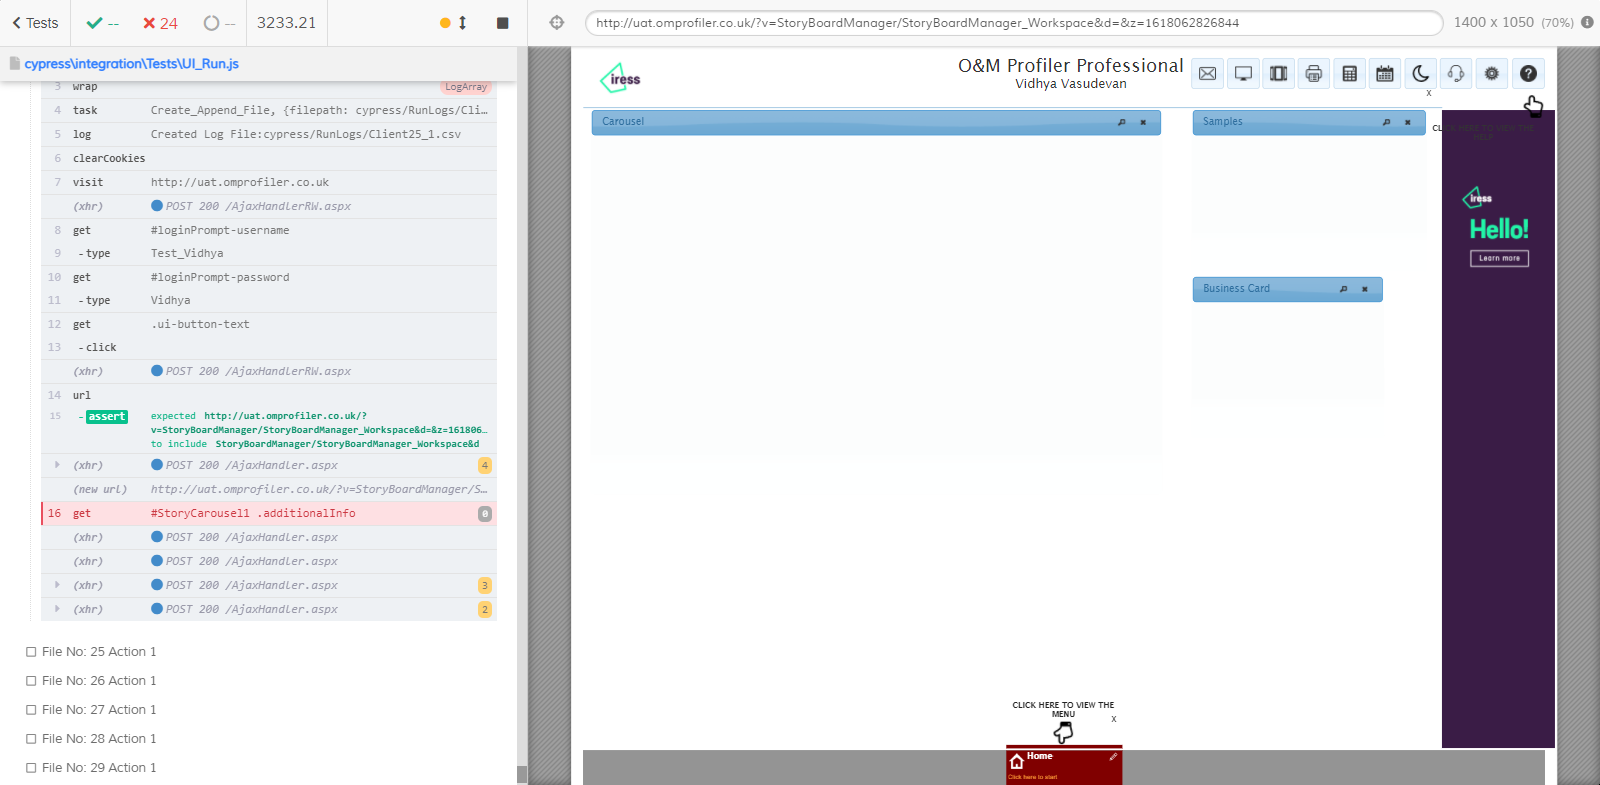 Tests
--
24
--
3233.21
http://uat.omprofiler.co.uk/?v=StoryBoardManager/StoryBoardManager_Workspace&d=&z=1618062826844
1400 x 1050 (70%)
cypress\integration\Tests\UI_Run.js
3 wrap LogArray
4 task Create_Append_File, {filepath: cypress/RunLogs/Cli...
5 log Created Log File:cypress/RunLogs/Client25_1.csv
6 clearCookies
7 visit http://uat.omprofiler.co.uk
(xhr) POST 200 /AjaxHandlerRW.aspx
8 get #loginPrompt-username
9 -type Test_Vidhya
10 get #loginPrompt-password
11 -type Vidhya
12 get .ui-button-text
13 -click
(xhr) POST 200 /AjaxHandlerRW.aspx
14 url
15 -assert expected http://uat.omprofiler.co.uk/?
v=StoryBoardManager/StoryBoardManager_Workspace&d=&z=161806...
to include StoryBoardManager/StoryBoardManager_Workspace&d
(xhr) POST 200 /AjaxHandler.aspx 4
(new url) http://uat.omprofiler.co.uk/?v=StoryBoardManager/S...
16 get #StoryCarousel1 .additionalInfo 0
(xhr) POST 200 /AjaxHandler.aspx
(xhr) POST 200 /AjaxHandler.aspx
(xhr) POST 200 /AjaxHandler.aspx 3
(xhr) POST 200 /AjaxHandler.aspx 2
File No: 25 Action 1
File No: 26 Action 1
File No: 27 Action 1
File No: 28 Action 1
File No: 29 Action 1
iress
O&M Profiler Professional
Vidhya Vasudevan
X
CLICK HERE TO VIEW THE
HELP
Carousel
Samples
Business Card
iress
Hello!
Learn more
CLICK HERE TO VIEW THE
MENU
X
Home
Click here to start